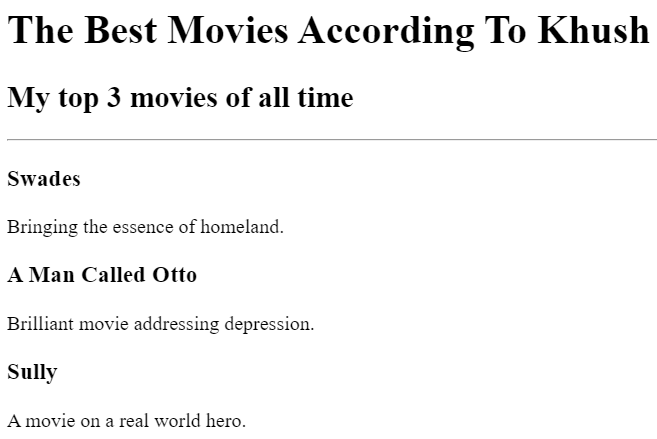 The Best Movies According To Khush
My top 3 movies of all time
Swades
Bringing the essence of homeland.
A Man Called Otto
Brilliant movie addressing depression.
Sully
A movie on a real world hero.